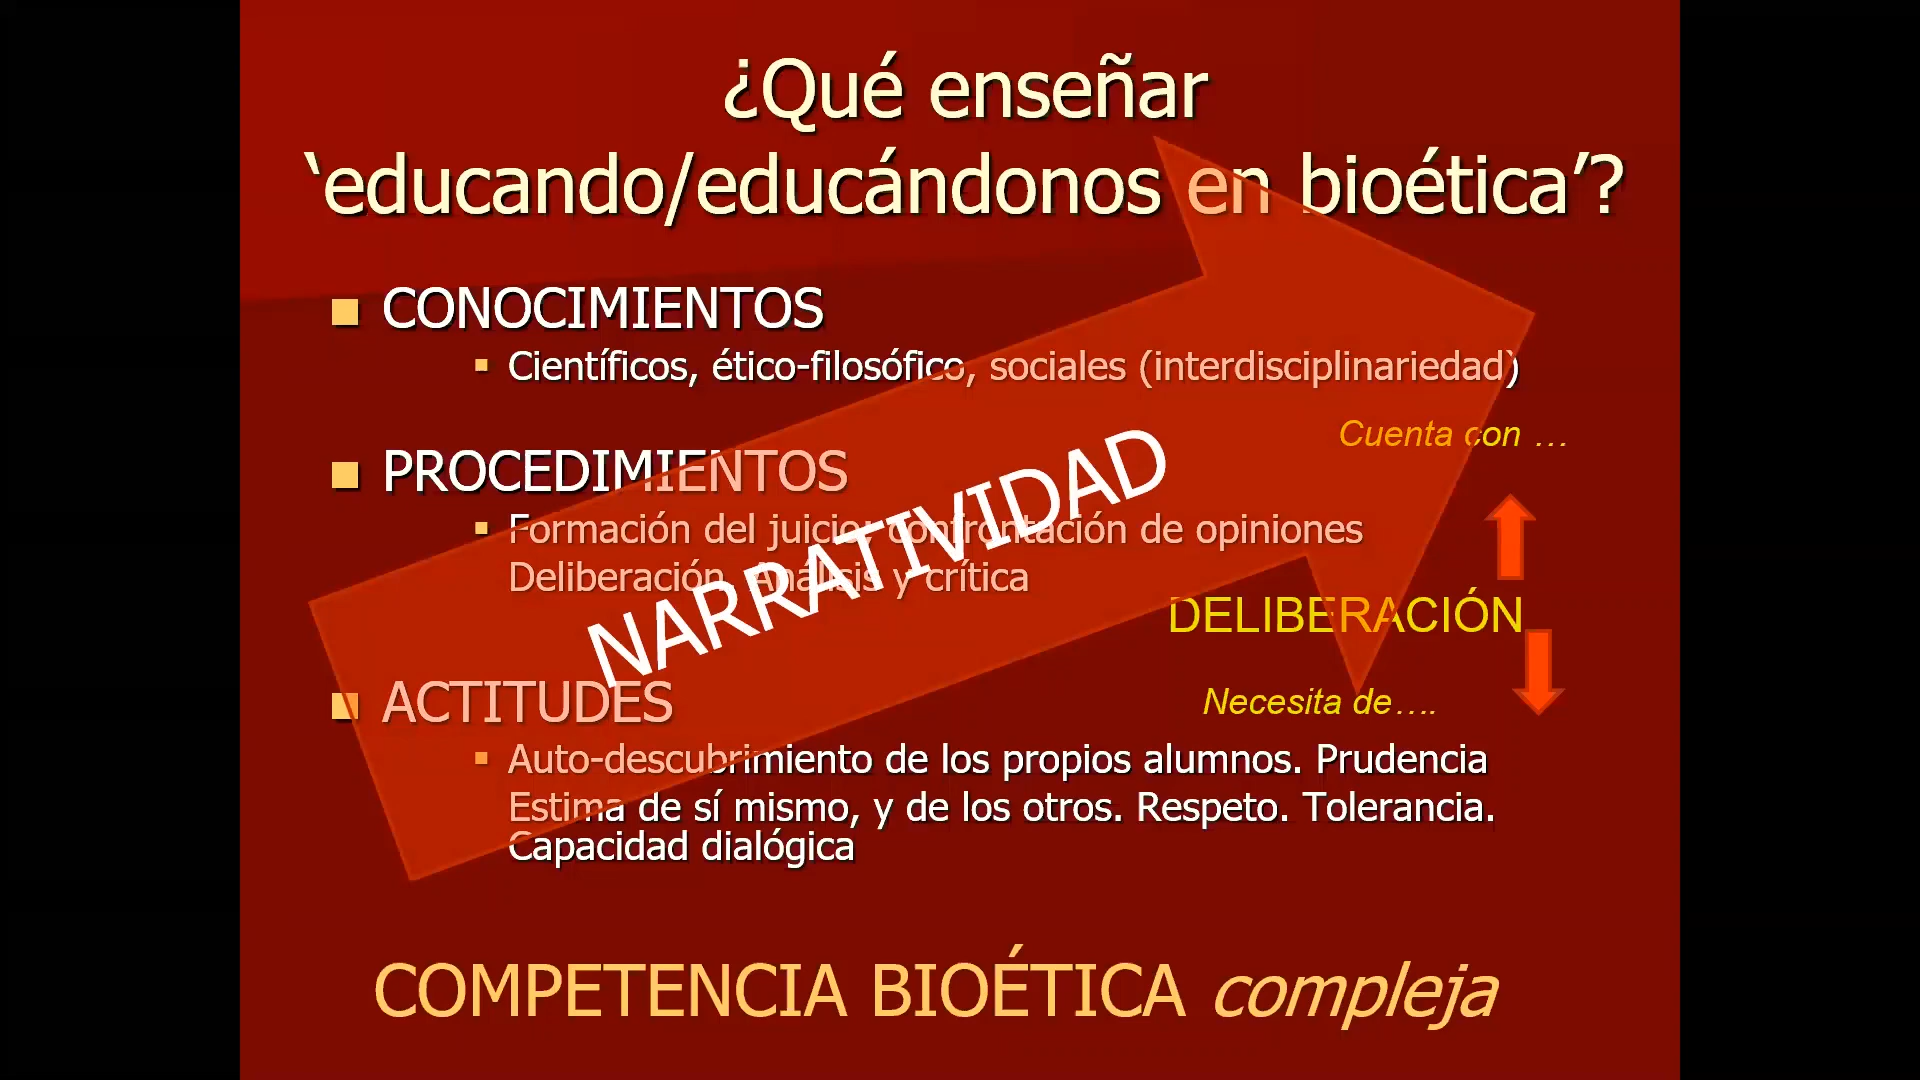 ¿Qué enseñar
‘educando/educándonos en bioética’?
CONOCIMIENTOS
Científicos, ético-filosófico, sociales (interdisciplinariedad)
Cuenta con …
PROCEDIMIENTOS
Formación del juicio; confrontación de opiniones
Deliberación. Análisis y crítica
NARRATIVIDAD
DELIBERACIÓN
ACTITUDES
Necesita de….
Auto-descubrimiento de los propios alumnos. Prudencia
Estima de sí mismo, y de los otros. Respeto. Tolerancia.
Capacidad dialógica
COMPETENCIA BIOÉTICA compleja